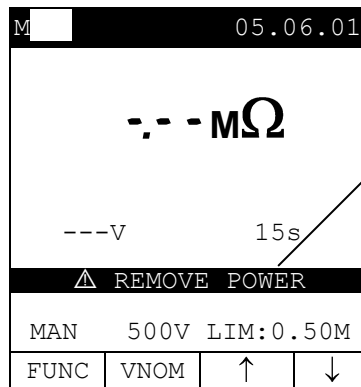 M 05.06.01
-.--MΩ
---V 15s
⚠ REMOVE POWER
MAN 500V LIM:0.50M
FUNC VNOM ↑ ↓